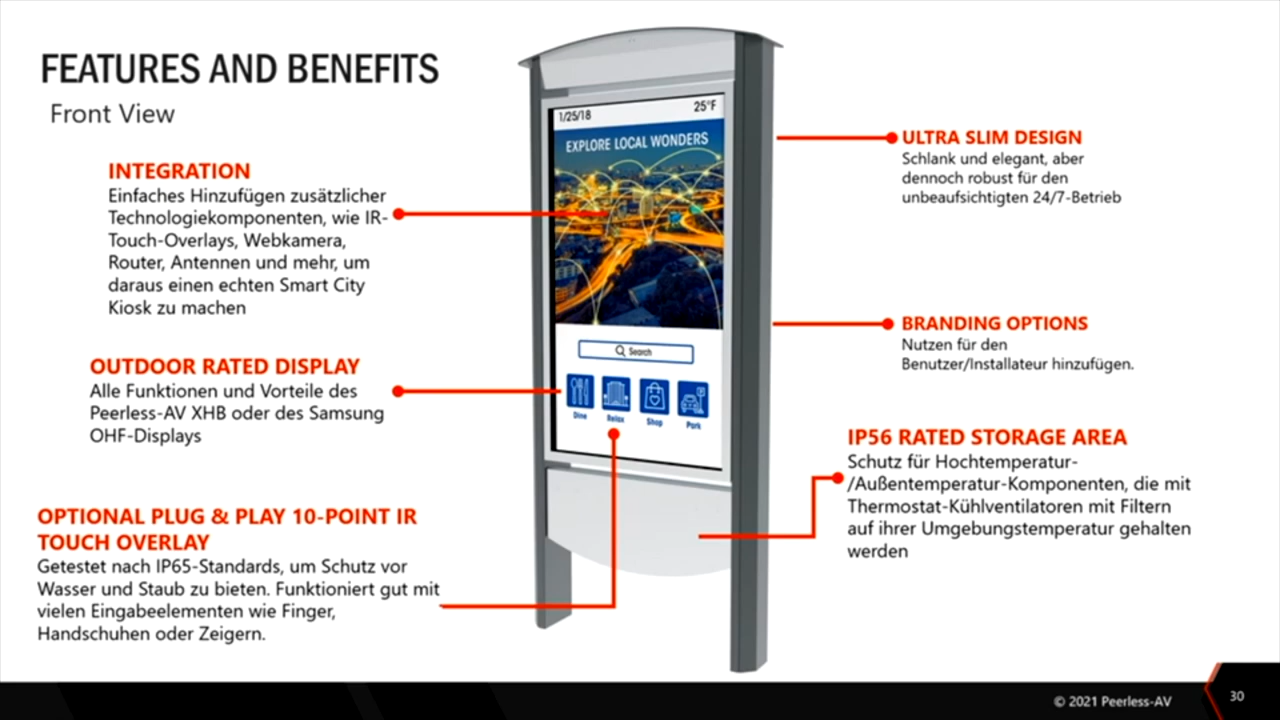 FEATURES AND BENEFITS
Front View
INTEGRATION
Einfaches Hinzufügen zusätzlicher
Technologiekomponenten, wie IR-
Touch-Overlays, Webkamera,
Router, Antennen und mehr, um
daraus einen echten Smart City
Kiosk zu machen
OUTDOOR RATED DISPLAY
Alle Funktionen und Vorteile des
Peerless-AV XHB oder des Samsung
OHF-Displays
OPTIONAL PLUG & PLAY 10-POINT IR
TOUCH OVERLAY
Getestet nach IP65-Standards, um Schutz vor
Wasser und Staub zu bieten. Funktioniert gut mit
vielen Eingabeelementen wie Finger,
Handschuhen oder Zeigern.
1/25/18
25°F
EXPLORE LOCAL WONDERS
Search
Dine
Relax
Shop
Park
ULTRA SLIM DESIGN
Schlank und elegant, aber
dennoch robust für den
unbeaufsichtigten 24/7-Betrieb
BRANDING OPTIONS
Nutzen für den
Benutzer/Installateur hinzufügen.
IP56 RATED STORAGE AREA
Schutz für Hochtemperatur-
/Außentemperatur-Komponenten, die mit
Thermostat-Kühlventilatoren mit Filtern
auf ihrer Umgebungstemperatur gehalten
werden
© 2021 Peerless-AV
30